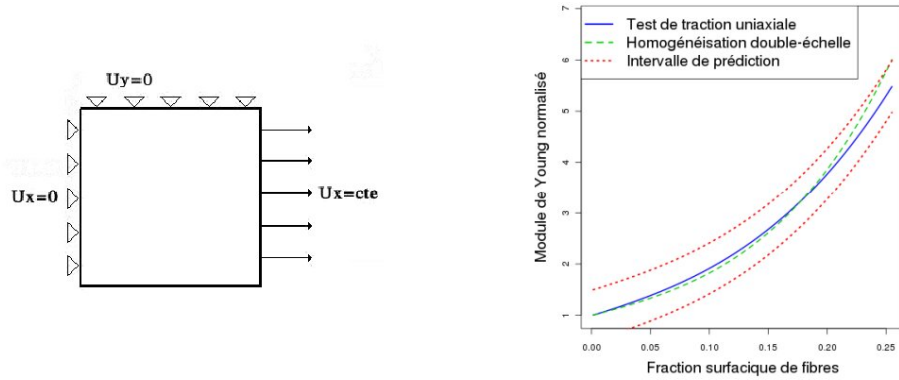 Uy=0
Ux=0
Ux=cte
Test de traction uniaxiale
Homogénéisation double-échelle
Intervalle de prédiction
Module de Young normalisé
7
6
5
4
3
2
1
0.00
0.05
0.10
0.15
0.20
0.25
Fraction surfacique de fibres